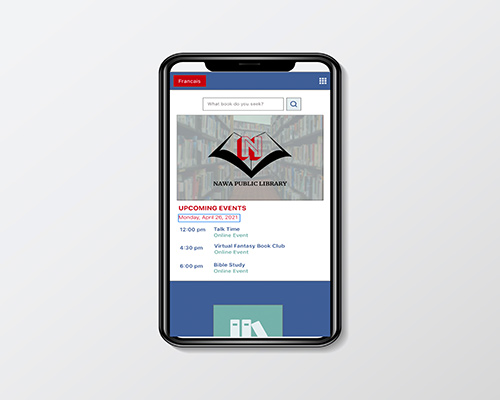 Francais
What book do you seek?
N
NAWA PUBLIC LIBRARY
UPCOMING EVENTS
Monday, April 26, 2021
12:00 pm Talk Time
Online Event
4:30 pm Virtual Fantasy Book Club
Online Event
6:00 pm Bible Study
Online Event